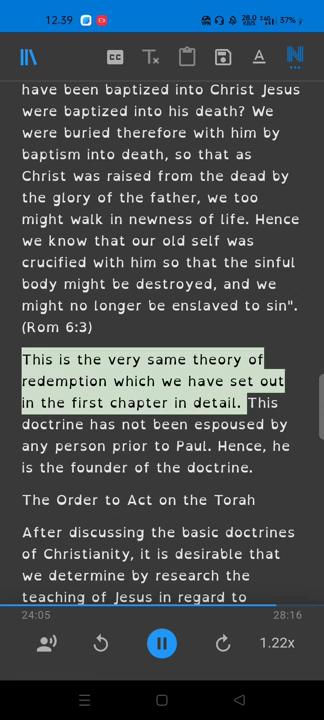 12.39
28.0
KB/S
37%
CC
have been baptized into Christ Jesus
were baptized into his death? We
were buried therefore with him by
baptism into death, so that as
Christ was raised from the dead by
the glory of the father, we too
might walk in newness of life. Hence
we know that our old self was
crucified with him so that the sinful
body might be destroyed, and we
might no longer be enslaved to sin".
(Rom 6:3)
This is the very same theory of
redemption which we have set out
in the first chapter in detail. This
doctrine has not been espoused by
any person prior to Paul. Hence, he
is the founder of the doctrine.
The Order to Act on the Torah
After discussing the basic doctrines
of Christianity, it is desirable that
we determine by research the
teaching of Jesus in regard to
24:05
28:16
1.22x